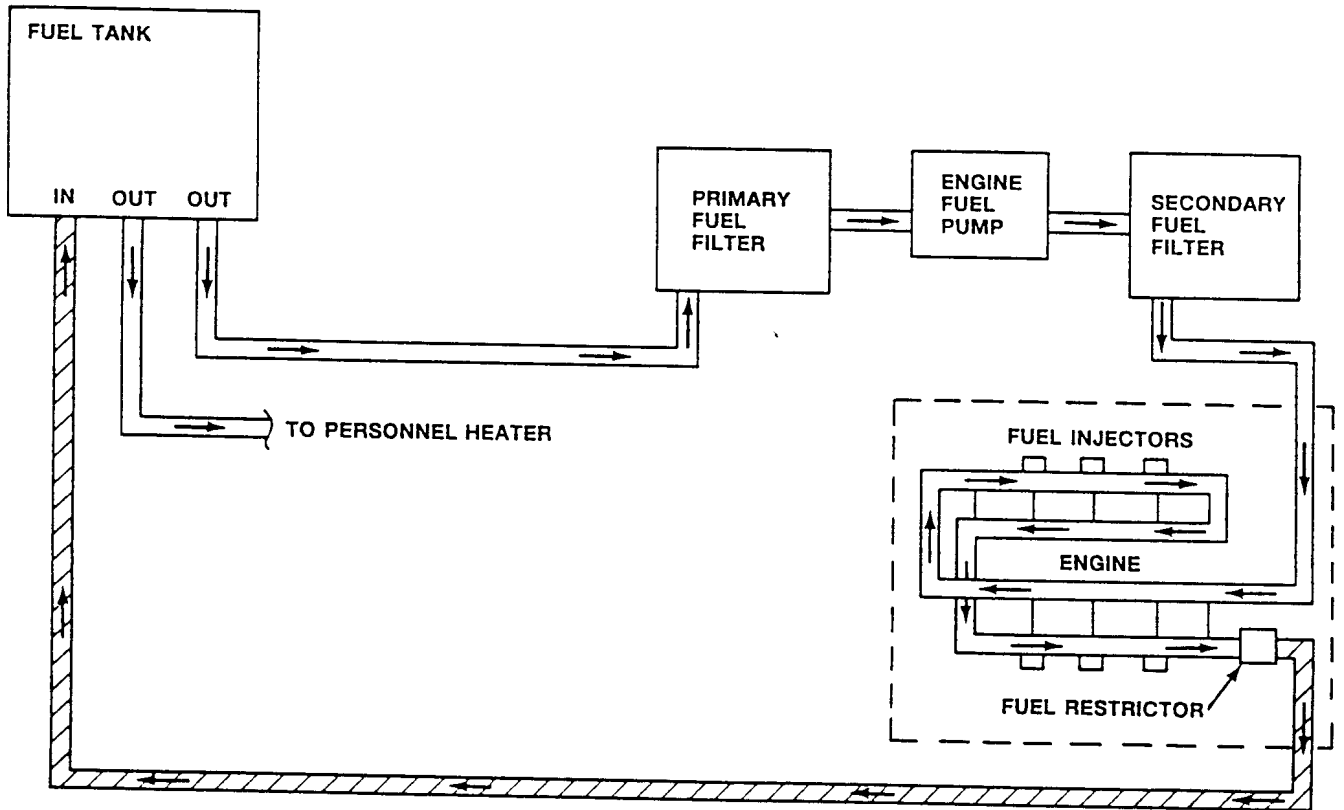 FUEL TANK
IN OUT OUT
TO PERSONNEL HEATER
PRIMARY
FUEL
FILTER
ENGINE
FUEL
PUMP
SECONDARY
FUEL
FILTER
FUEL INJECTORS
ENGINE
FUEL RESTRICTOR